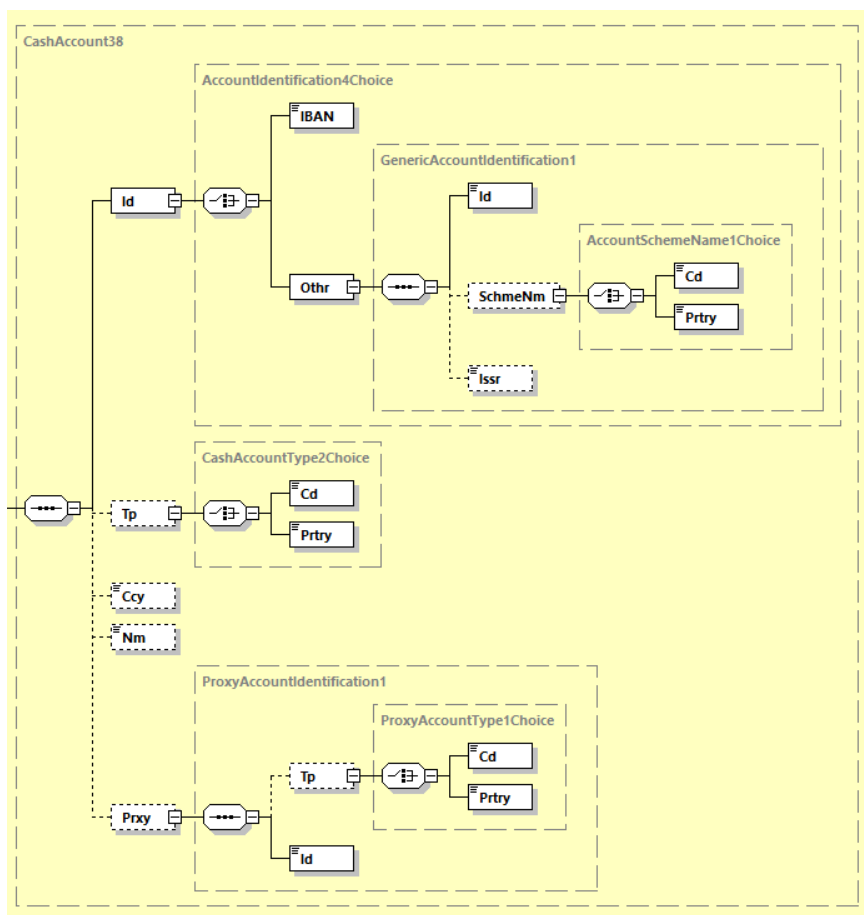 CashAccount38
AccountIdentification4Choice
IBAN
GenericAccountIdentification1
Id
Id
AccountSchemeName1Choice
Cd
Othr
SchmeNm
Prtry
Issr
CashAccountType2Choice
Cd
Tp
Prtry
Ccy
Nm
ProxyAccountIdentification1
ProxyAccountType1Choice
Cd
Tp
Prtry
Prxy
Id